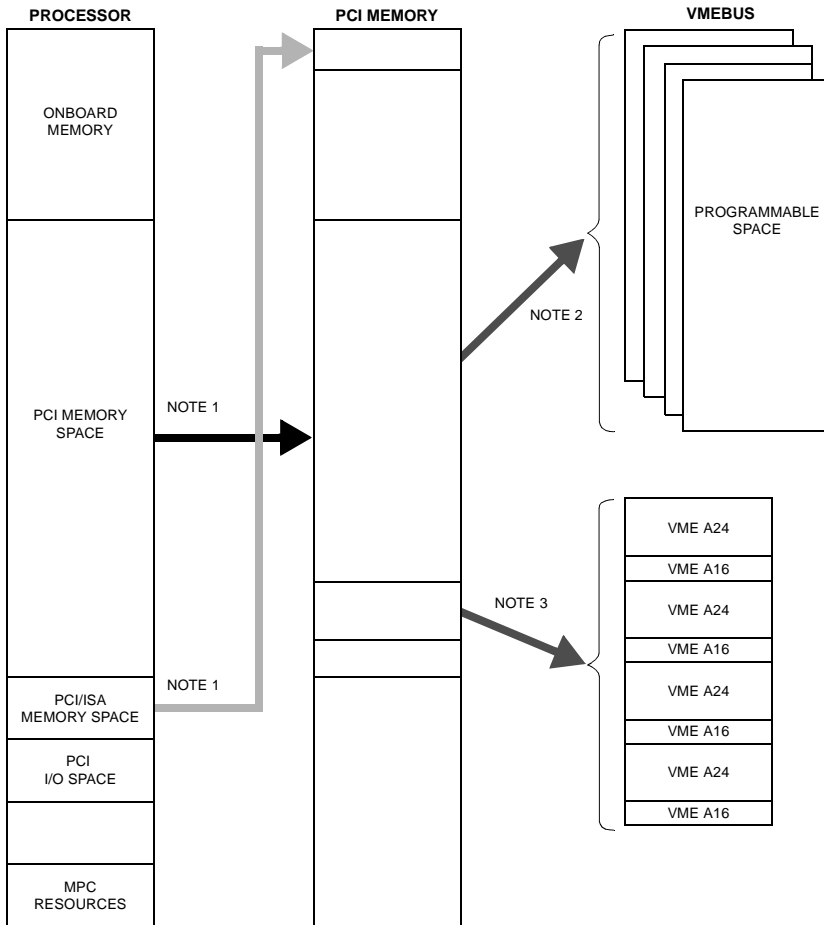 PROCESSOR
PCI MEMORY
VMEBUS
ONBOARD
MEMORY
PROGRAMMABLE
SPACE
NOTE 2
NOTE 1
PCI MEMORY
SPACE
VME A24
VME A16
NOTE 3
VME A24
VME A16
NOTE 1
VME A24
PCI/ISA
MEMORY SPACE
VME A16
PCI
I/O SPACE
VME A24
VME A16
MPC
RESOURCES